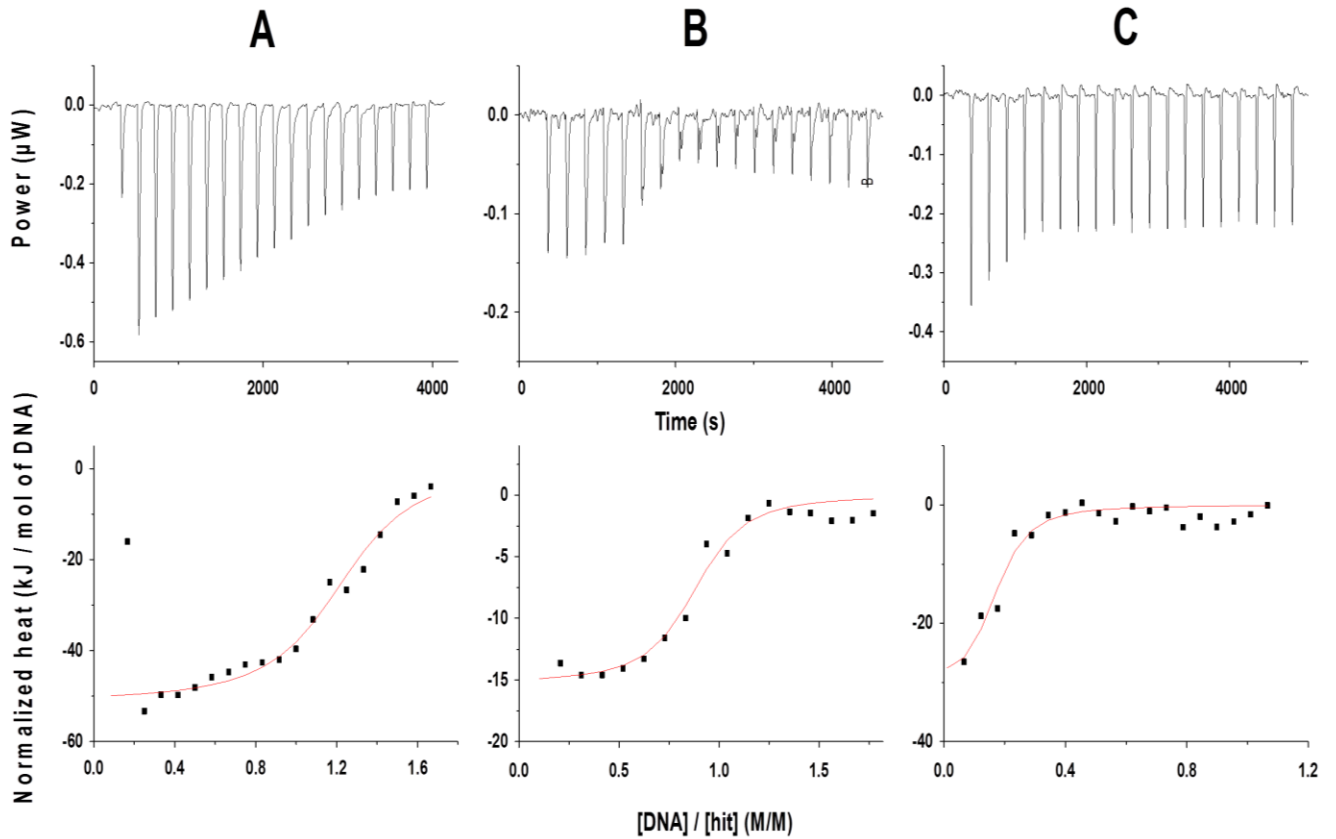 A B C
Power (µW)
0.0
-0.2
-0.4
-0.6
0 2000 4000
0.0
-0.1
-0.2
0 2000 4000
0.0
-0.1
-0.2
-0.3
-0.4
0 2000 4000
Time (s)
Normalized heat (kJ / mol of DNA)
0
-20
-40
-60
0.0 0.4 0.8 1.2 1.6
0
-5
-10
-15
-20
0.0 0.5 1.0 1.5
0
-20
-40
0.0 0.4 0.8 1.2
[DNA] / [hit] (M/M)